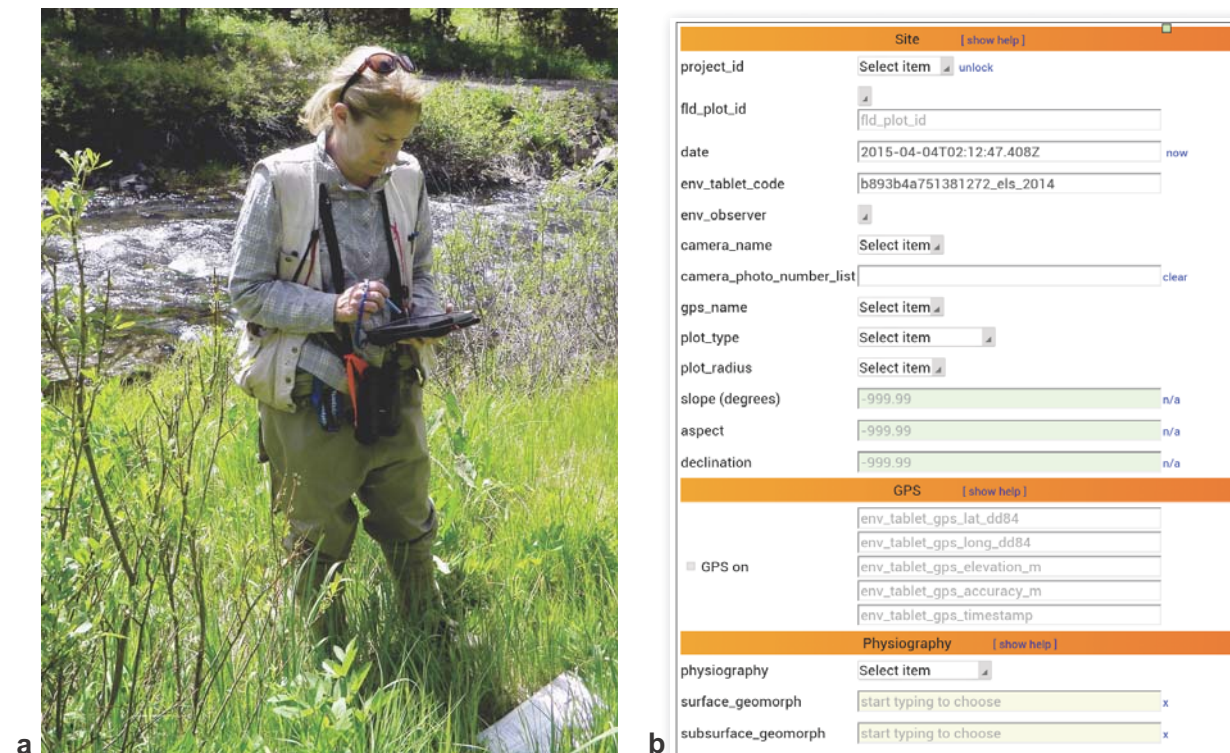 Site [ show help ]
project_id Select item unlock
fld_plot_id
fld_plot_id
date 2015-04-04T02:12:47.408Z now
env_tablet_code b893b4a751381272_els_2014
env_observer
camera_name Select item
camera_photo_number_list clear
gps_name Select item
plot_type Select item
plot_radius Select item
slope (degrees) -999.99 n/a
aspect -999.99 n/a
declination -999.99 n/a
GPS [ show help ]
env_tablet_gps_lat_dd84
env_tablet_gps_long_dd84
GPS on env_tablet_gps_elevation_m
env_tablet_gps_accuracy_m
env_tablet_gps_timestamp
Physiography [ show help ]
physiography Select item
surface_geomorph start typing to choose x
subsurface_geomorph start typing to choose x
a b